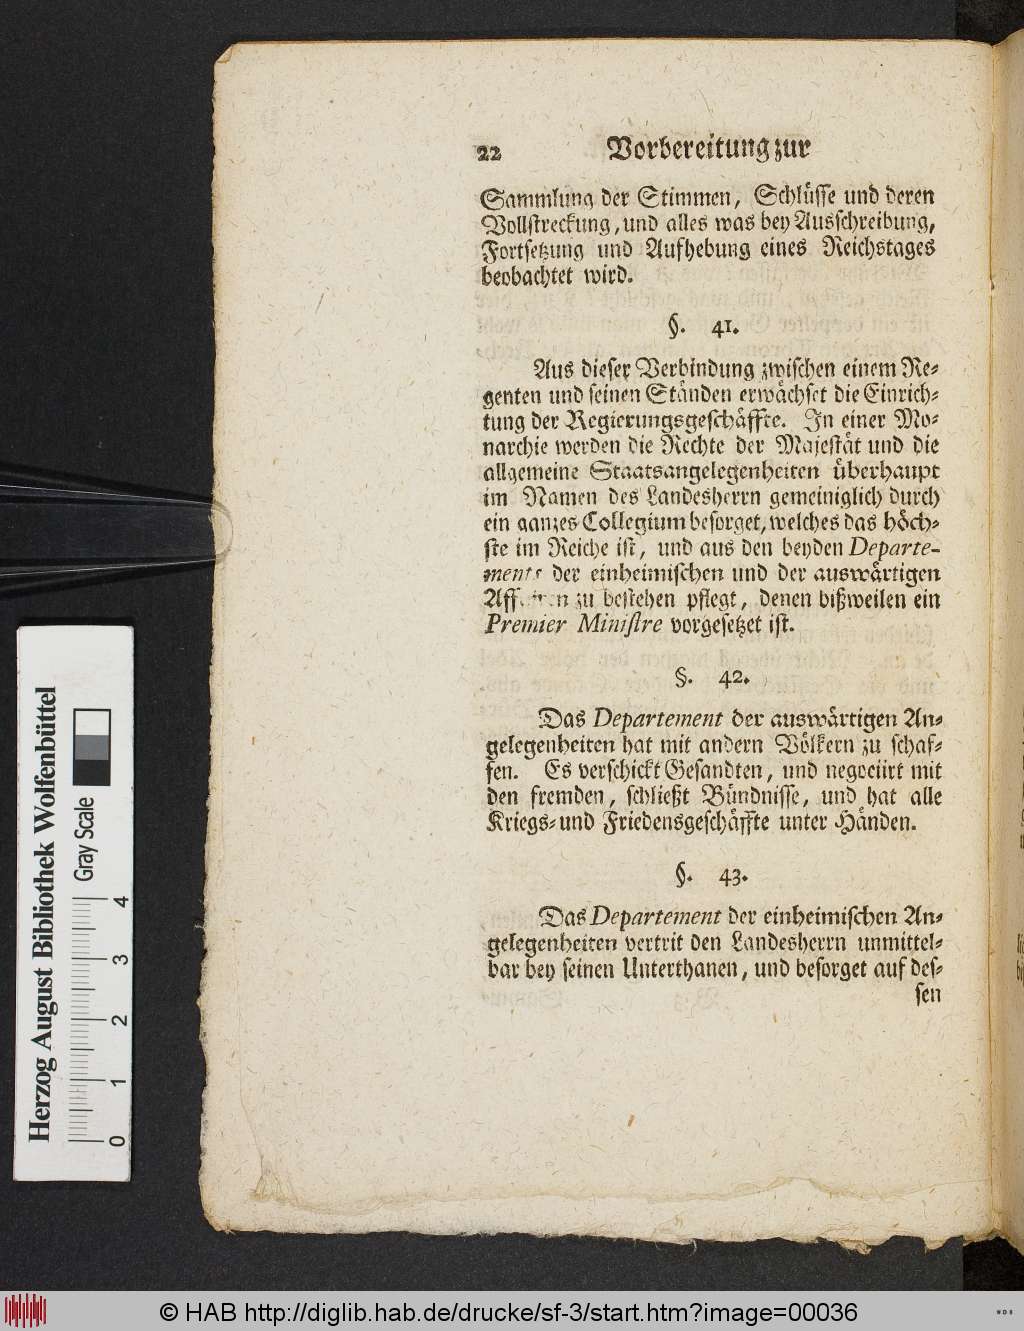 22 Vorbereitung zur
Sammlung der Stimmen, Schlüsse und deren
Vollstreckung, und alles was bey Ausschreibung,
Fortsetzung und Aufhebung eines Reichstages
beobachtet wird.
§. 41.
Aus dieser Verbindung zwischen einem Re-
genten und seinen Ständen erwächset die Einrich-
tung der Regierungsgeschäffte. In einer Mo-
narchie werden die Rechte der Majestät und die
allgemeine Staatsangelegenheiten überhaupt
im Namen des Landesherrn gemeiniglich durch
ein ganzes Collegium besorget, welches das höch-
ste im Reiche ist, und aus den beyden Departe-
ments der einheimischen und der auswärtigen
zu bestehen pflegt, denen bißweilen ein
Premier Ministre vorgesetzet ist.
§. 42.
Das Departement der auswärtigen An-
gelegenheiten hat mit andern Völkern zu schaf-
fen. Es verschickt Gesandten, und negociirt mit
den fremden, schließt Bündnisse, und hat alle
Kriegs- und Friedensgeschäffte unter Händen.
§. 43.
Das Departement der einheimischen An-
gelegenheiten vertrit den Landesherrn unmittel-
bar bey seinen Unterthanen, und besorget auf des-
sen
Herzog August Bibliothek Wolfenbüttel
Gray Scale
0 1 2 3 4
© HAB http://diglib.hab.de/drucke/sf-3/start.htm?image=00036